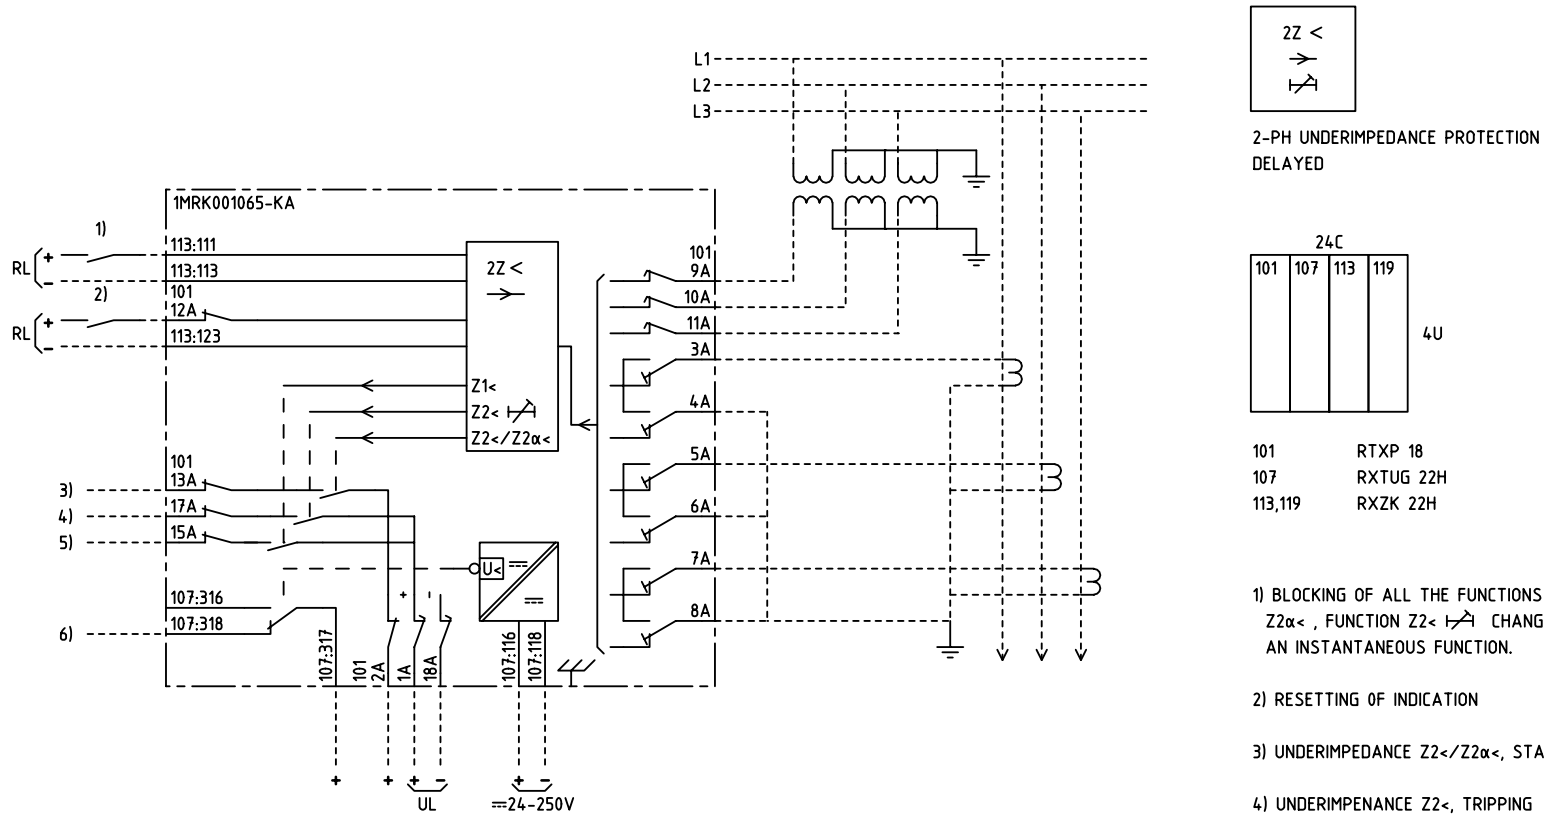 L1
L2
L3
2Z <
2-PH UNDERIMPEDANCE PROTECTION
DELAYED
1MRK001065-KA
1)
RL
+
-
113:111
113:113
2)
101
12A
RL
+
-
113:123
2Z <
Z1<
Z2<
Z2</Z2α<
101
9A
10A
11A
3A
4A
5A
6A
7A
8A
101
3) 13A
4) 17A
5) 15A
U<
107:316
107:318
6)
107:317
101
2A
+
1A
-
18A
107:116
107:118
+ + - + -
UL
24-250V
24C
101 107 113 119
4U
101 RTXP 18
107 RXTUG 22H
113,119 RXZK 22H
1) BLOCKING OF ALL THE FUNCTIONS
Z2α< , FUNCTION Z2< CHANG
AN INSTANTANEOUS FUNCTION.
2) RESETTING OF INDICATION
3) UNDERIMPEDANCE Z2</Z2α<, STA
4) UNDERIMPENANCE Z2<, TRIPPING